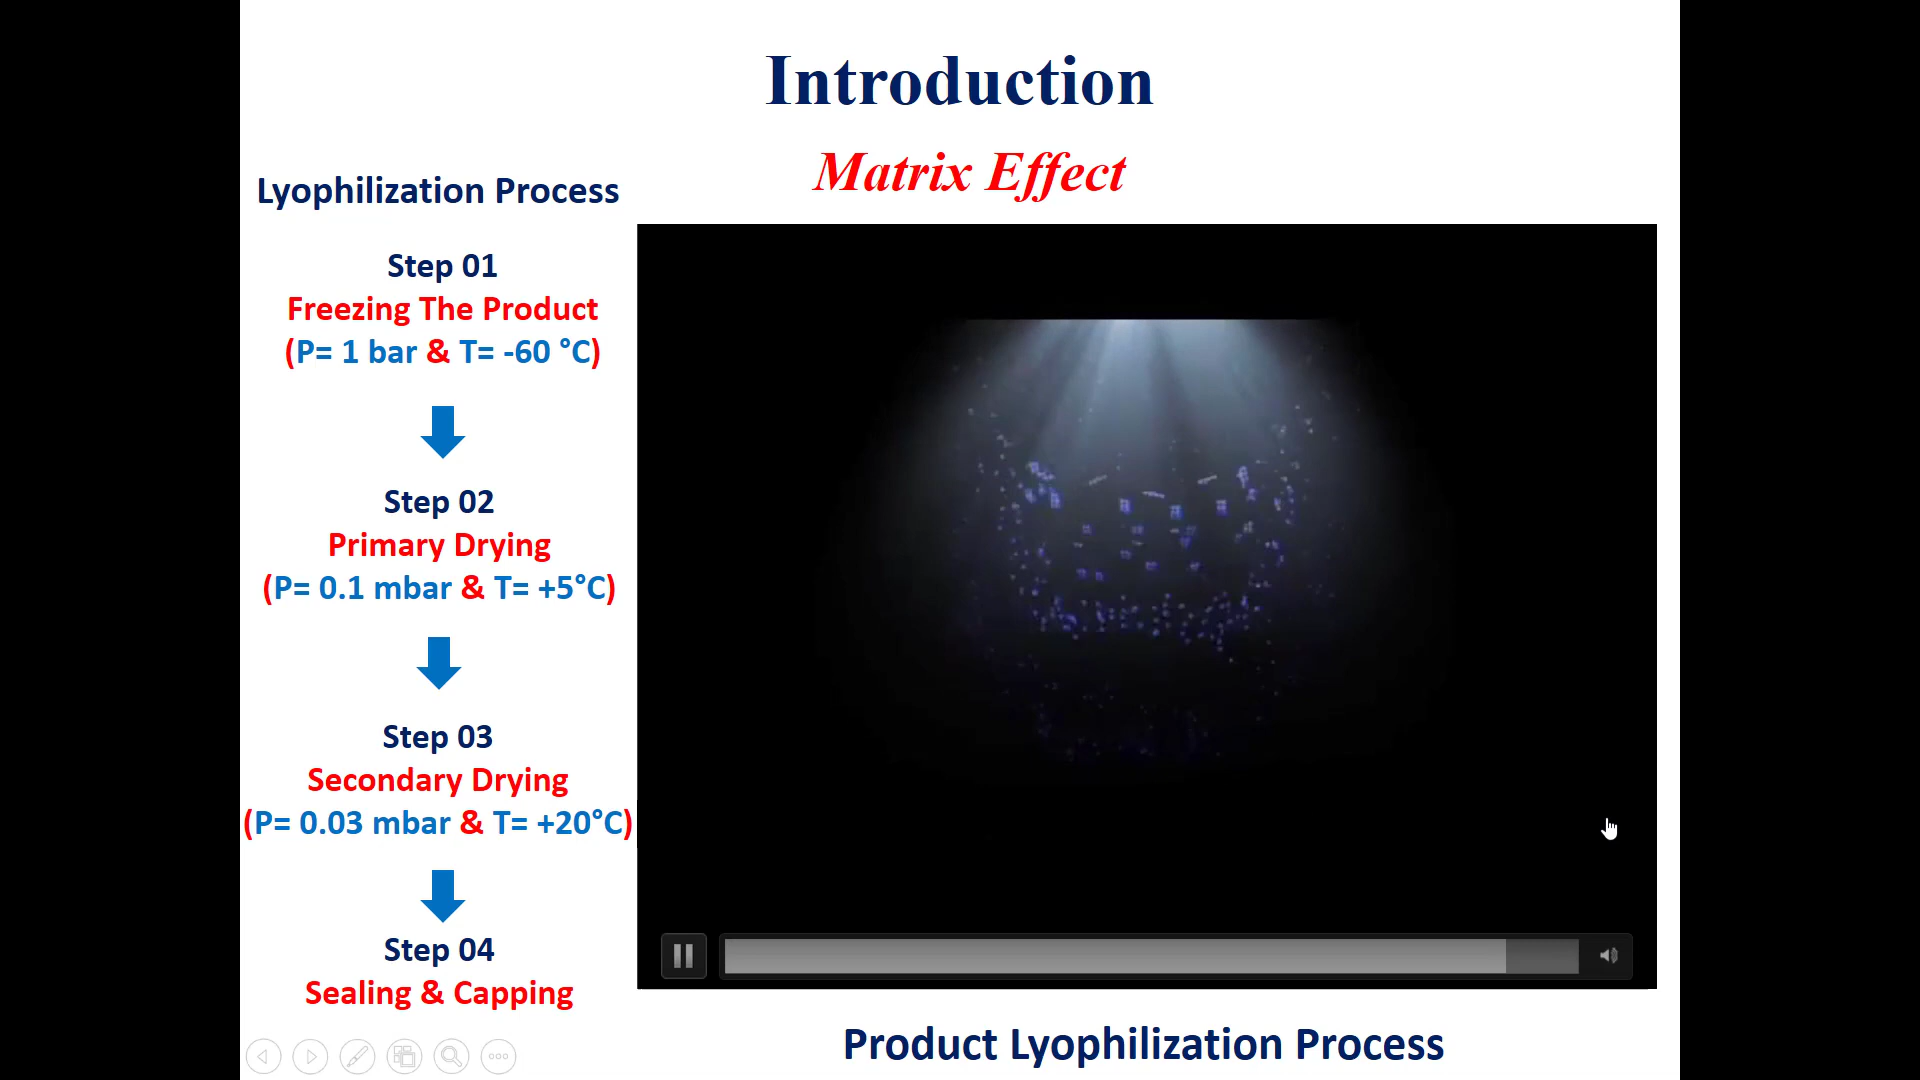 Introduction
Matrix Effect
Lyophilization Process
Step 01
Freezing The Product
(P= 1 bar & T= -60 °C)
Step 02
Primary Drying
(P= 0.1 mbar & T= +5°C)
Step 03
Secondary Drying
(P= 0.03 mbar & T= +20°C)
Step 04
Sealing & Capping
Product Lyophilization Process